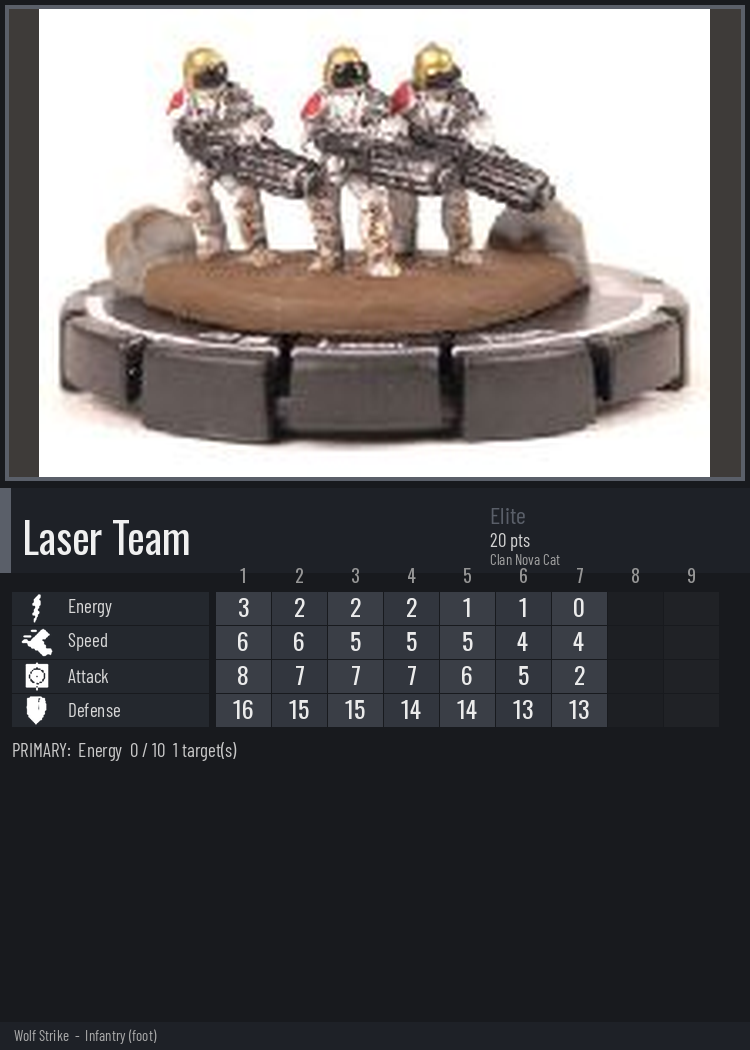 Laser Team
Elite
20 pts
Clan Nova Cat
1 2 3 4 5 6 7 8 9
Energy 3 2 2 2 1 1 0
Speed 6 6 5 5 5 4 4
Attack 8 7 7 7 6 5 2
Defense 16 15 15 14 14 13 13
PRIMARY: Energy 0 / 10 1 target(s)
Wolf Strike - Infantry (foot)